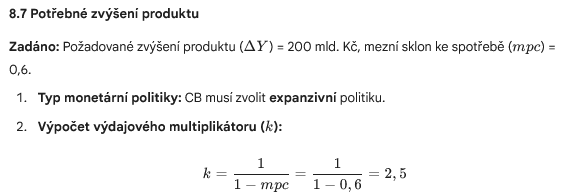 8.7 Potřebné zvýšení produktu
Zadáno: Požadované zvýšení produktu (ΔY) = 200 mld. Kč, mezní sklon ke spotřebě (mpc) =
0,6.
1. Typ monetární politiky: CB musí zvolit expanzivní politiku.
2. Výpočet výdajového multiplikátoru (k):
k = 1 / (1 − mpc) = 1 / (1 − 0,6) = 2,5